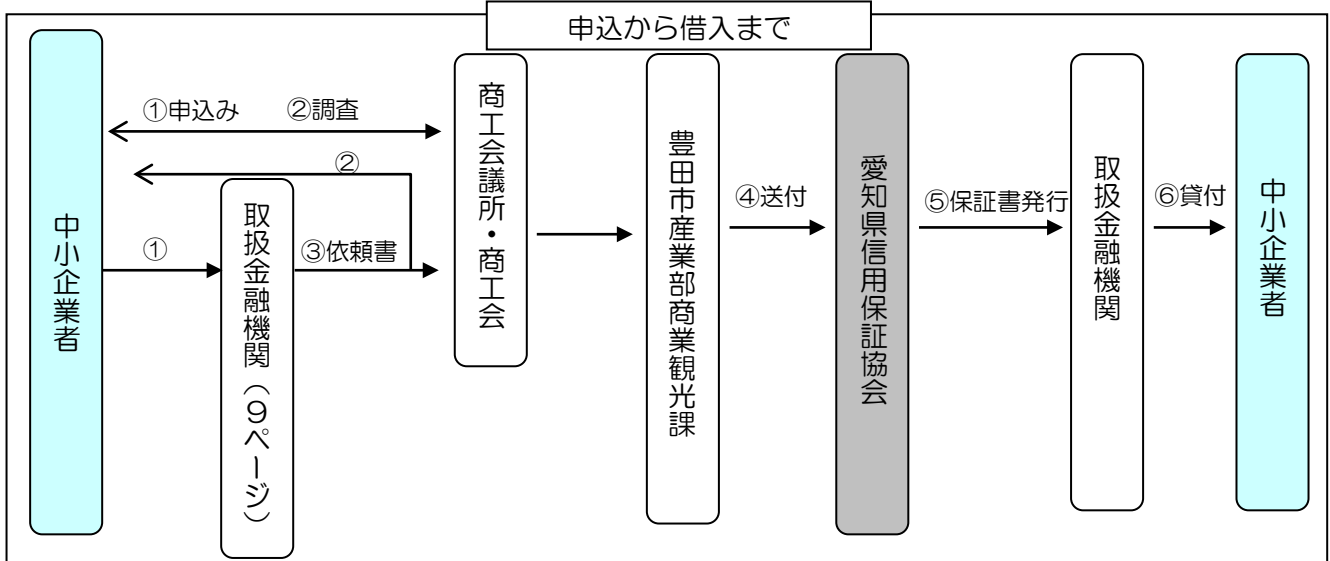 申込から借入まで
中小企業者
①申込み
②調査
②
①
取扱金融機関（９ページ）
③依頼書
商工会議所・商工会
豊田市産業部商業観光課
④送付
愛知県信用保証協会
⑤保証書発行
取扱金融機関
⑥貸付
中小企業者